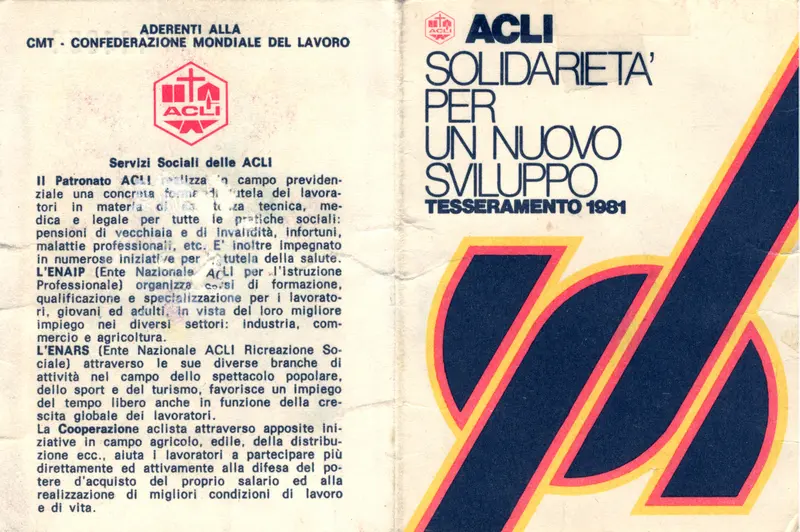 ADERENTI ALLA
CMT - CONFEDERAZIONE MONDIALE DEL LAVORO
ACLI
Servizi Sociali delle ACLI
Il Patronato ACLI realizza in campo previden-
ziale una concreta forma di tutela dei lavora-
tori in materia di assistenza tecnica, me-
dica e legale per tutte le pratiche sociali:
pensioni di vecchiaia e di invalidità, infortuni,
malattie professionali, etc. E' inoltre impegnato
in numerose iniziative per la tutela della salute.
L'ENAIP (Ente Nazionale ACLI per l'Istruzione
Professionale) organizza corsi di formazione,
qualificazione e specializzazione per i lavorato-
ri, giovani ed adulti, in vista del loro migliore
impiego nei diversi settori: industria, com-
mercio e agricoltura.
L'ENARS (Ente Nazionale ACLI Ricreazione So-
ciale) attraverso le sue diverse branche di
attività nel campo dello spettacolo popolare,
dello sport e del turismo, favorisce un impiego
del tempo libero anche in funzione della cre-
scita globale dei lavoratori.
La Cooperazione aclista attraverso apposite ini-
ziative in campo agricolo, edile, della distribu-
zione ecc., aiuta i lavoratori a partecipare più
direttamente ed attivamente alla difesa del po-
tere d'acquisto del proprio salario ed alla
realizzazione di migliori condizioni di lavoro
e di vita.
ACLI
ACLI
SOLIDARIETA'
PER
UN NUOVO
SVILUPPO
TESSERAMENTO 1981